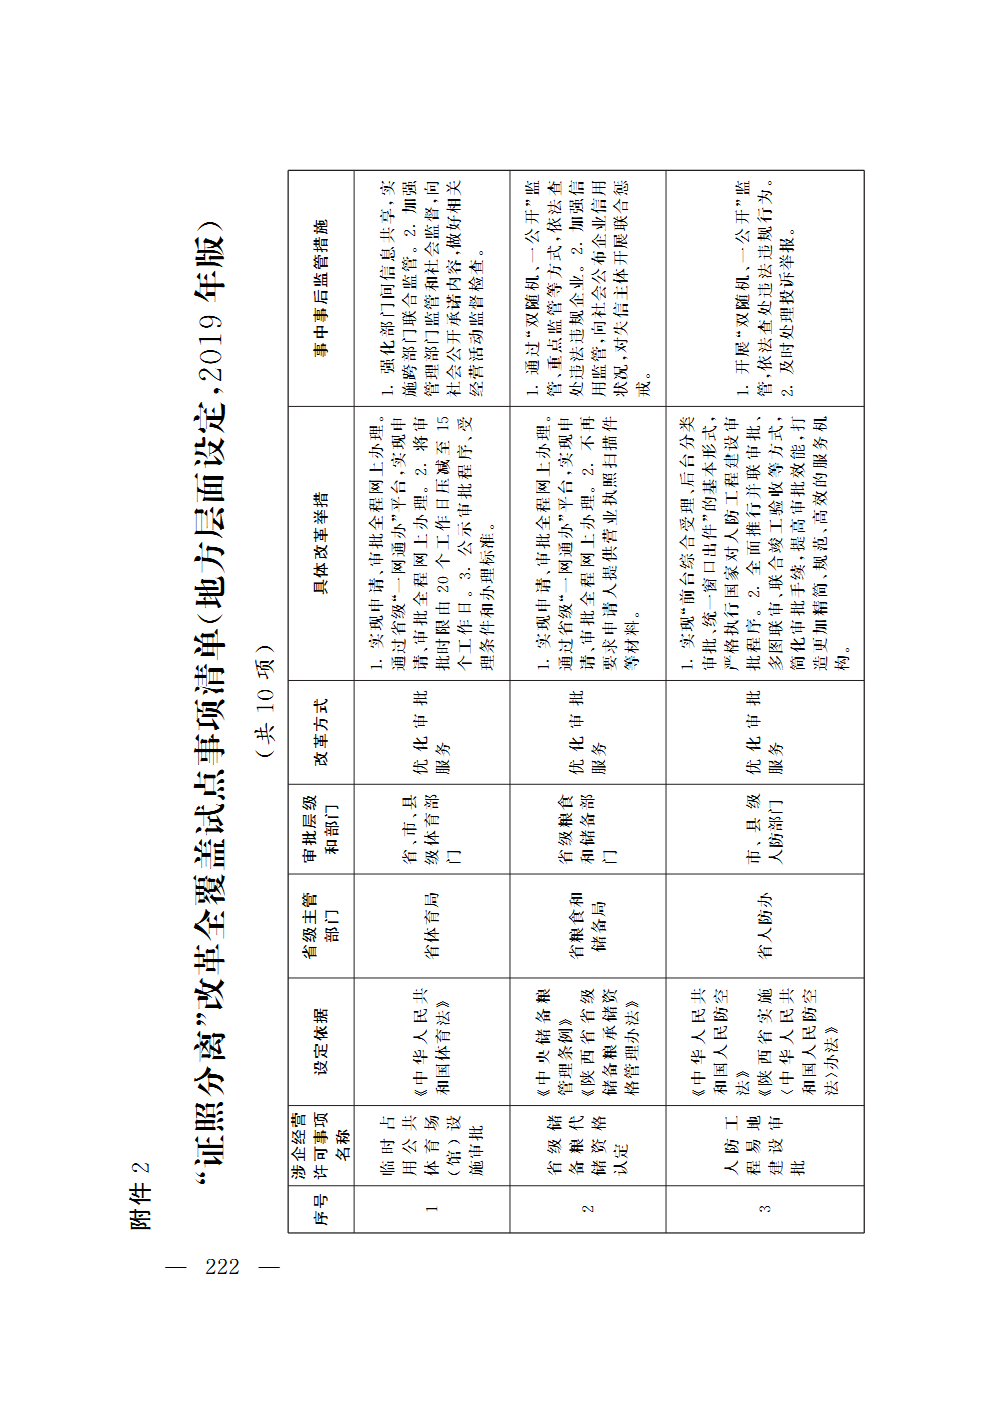 附件 2
“证照分离”改革全覆盖试点事项清单(地方层面设定,2019 年版)
(共 10 项)
序号
涉企经营
许可事项
名称
设定依据
省级主管
部门
审批层级
和部门
改革方式
具体改革举措
事中事后监管措施
1
临时占
用公共
体育场
(馆)设
施审批
《中华人民共
和国体育法》
省体育局
省、市、县
级体育部
门
优化审批
服务
1. 实现申请、审批全程网上办理。
通过省级“一网通办”平台,实现申
请、审批全程网上办理。2. 将审
批时限由 20 个工作日压减至 15
个工作日。3. 公示审批程序、受
理条件和办理标准。
1. 强化部门间信息共享,实
施跨部门联合监管。2. 加强
管理部门监管和社会监督,向
社会公开承诺内容,做好相关
经营活动监督检查。
2
省级储
备粮代
储资格
认定
《中央储备粮
管理条例》
《陕西省省级
储备粮承储资
格管理办法》
省粮食和
储备局
省级粮食
和储备部
门
优化审批
服务
1. 实现申请、审批全程网上办理。
通过省级“一网通办”平台,实现申
请、审批全程网上办理。2. 不再
要求申请人提供营业执照扫描件
等材料。
1. 通过“双随机、一公开”监
管、重点监管等方式,依法查
处违法违规企业。2. 加强信
用监管,向社会公布企业信用
状况,对失信主体开展联合惩
戒。
3
人防工
程易地
建设审
批
《中华人民共
和国人民防空
法》
《陕西省实施
〈中华人民共
和国人民防空
法〉办法》
省人防办
市、县级
人防部门
优化审批
服务
1. 实现“前台综合受理、后台分类
审批、统一窗口出件”的基本形式,
严格执行国家对人防工程建设审
批程序。2. 全面推行并联审批、
多图联审、联合竣工验收等方式,
简化审批手续,提高审批效能,打
造更加精简、规范、高效的服务机
构。
1. 开展“双随机、一公开”监
管,依法查处违法违规行为。
2. 及时处理投诉举报。
— 222 —